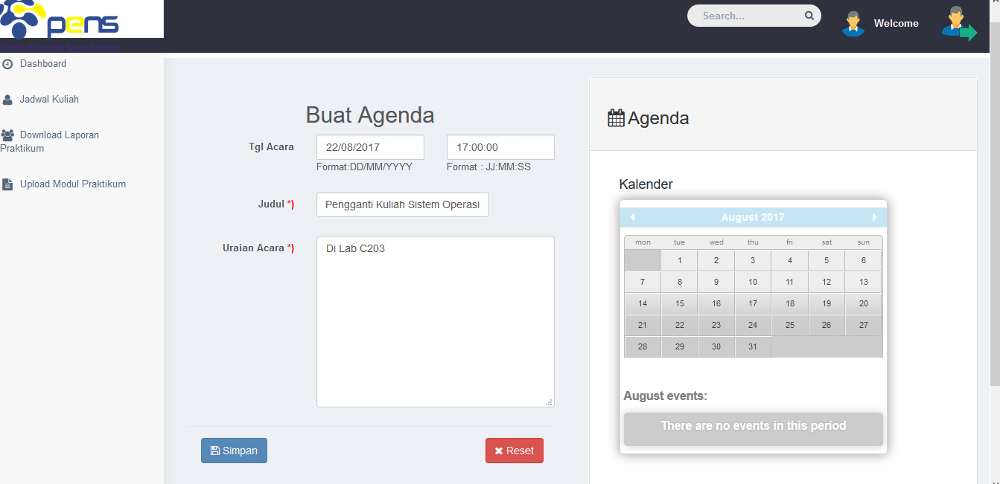 pens
Politeknik Elektronika Negeri Surabaya
Search...
Welcome
Dashboard
Jadwal Kuliah
Download Laporan
Praktikum
Upload Modul Praktikum
Buat Agenda
Tgl Acara
22/08/2017
17:00:00
Format:DD/MM/YYYY
Format : JJ:MM:SS
Judul *)
Pengganti Kuliah Sistem Operasi
Uraian Acara *)
Di Lab C203
Simpan
Reset
Agenda
Kalender
August 2017
mon tue wed thu fri sat sun
1 2 3 4 5 6
7 8 9 10 11 12 13
14 15 16 17 18 19 20
21 22 23 24 25 26 27
28 29 30 31
August events:
There are no events in this period